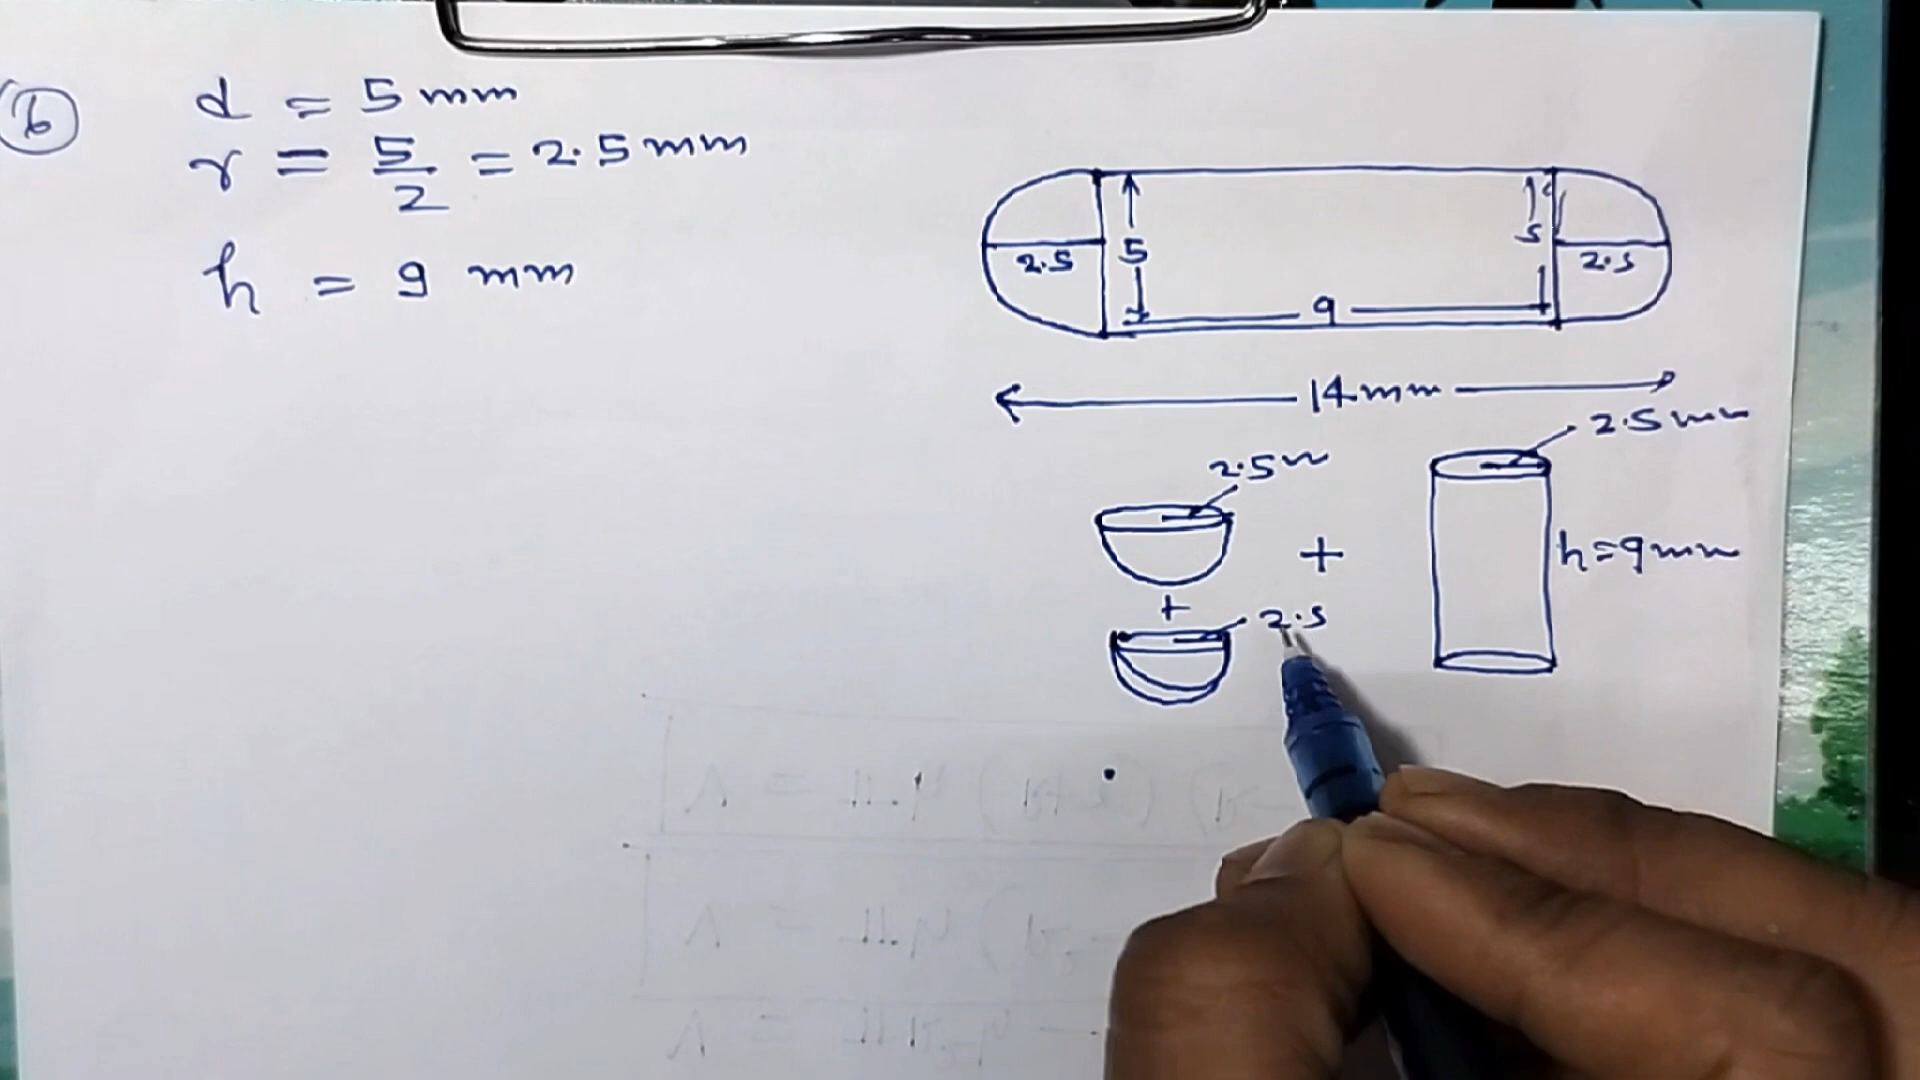 6
d = 5 mm
r = 5/2 = 2.5 mm
h = 9 mm
2.5 5 5 2.5
9
14 mm
2.5 mm
2.5
+
h = 9 mm
+
2.5